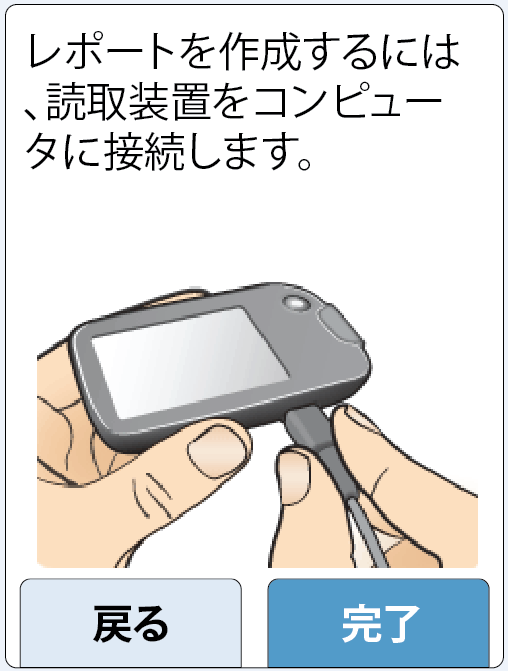 レポートを作成するには
、読取装置をコンピュー
タに接続します。
戻る
完了